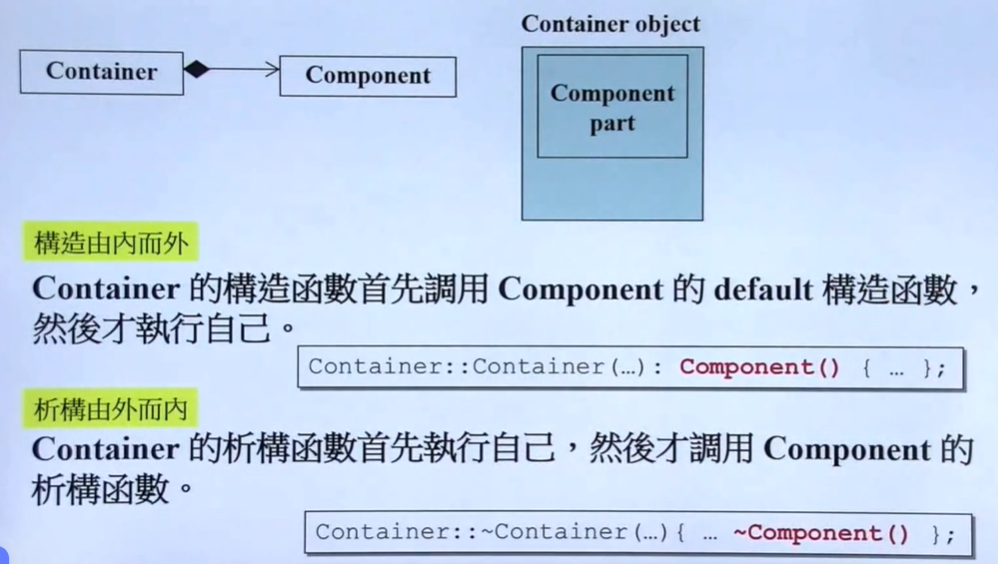 Container object
Container
Component
Component
part
構造由內而外
Container 的構造函數首先調用 Component 的 default 構造函數，
然後才執行自己。
Container::Container(…): Component() { … };
析構由外而內
Container 的析構函數首先執行自己，然後才調用 Component 的
析構函數。
Container::~Container(…){ … ~Component() };